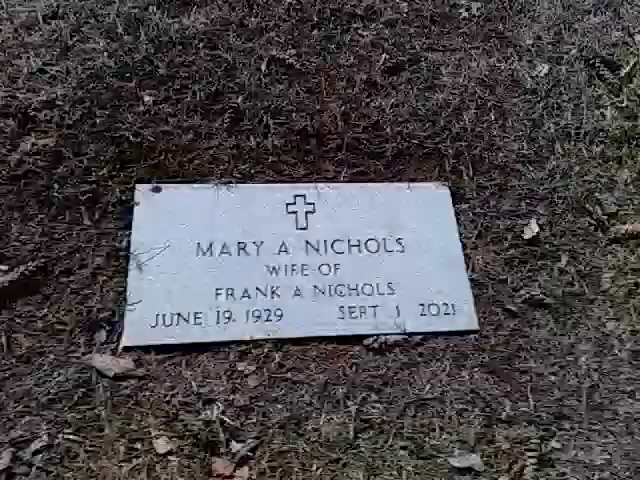 MARY A NICHOLS
WIFE OF
FRANK A NICHOLS
JUNE 19 1929 SEPT 1 2021